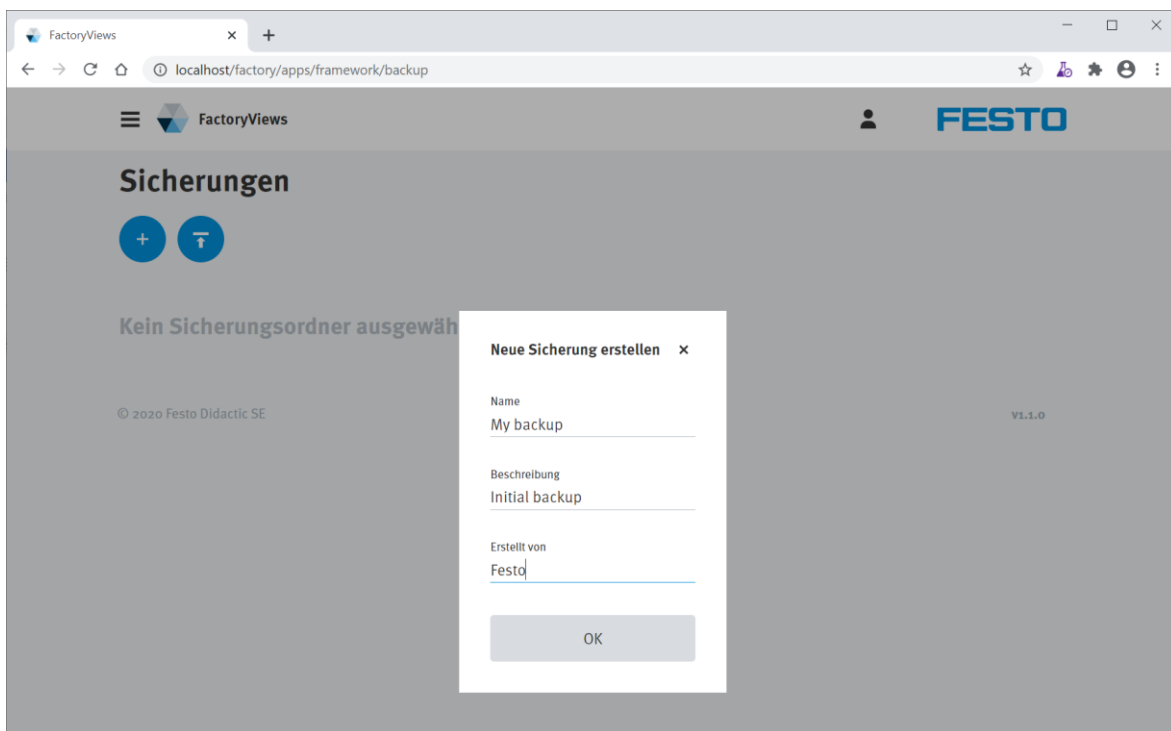 FactoryViews
localhost/factory/apps/framework/backup
FactoryViews
FESTO
Sicherungen
Kein Sicherungsordner ausgewäh
Neue Sicherung erstellen
Name
My backup
Beschreibung
Initial backup
Erstellt von
Festo
OK
© 2020 Festo Didactic SE
V1.1.0